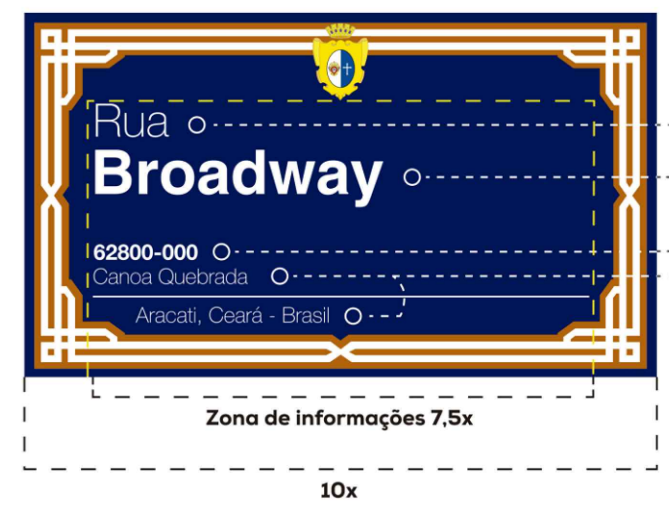 Rua
Broadway
62800-000
Canoa Quebrada
Aracati, Ceará - Brasil
Zona de informações 7,5x
10x